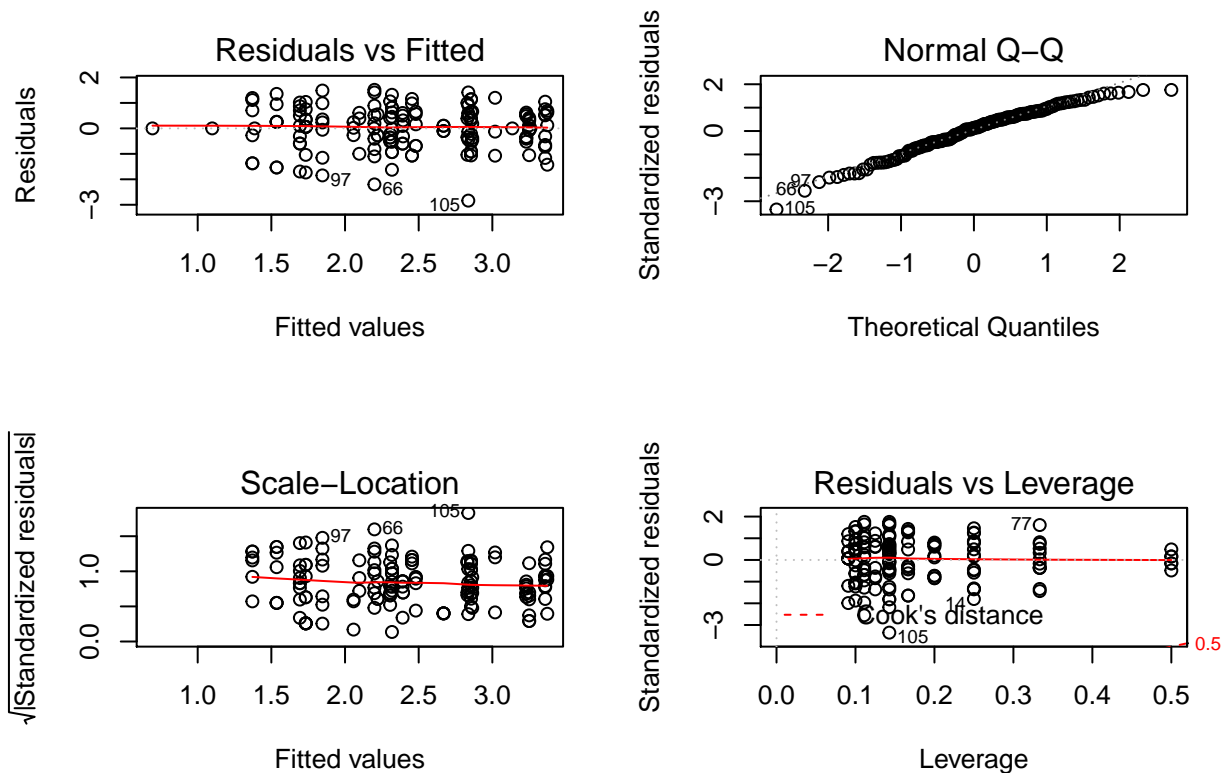 Residuals vs Fitted
Residuals
2
0
−3
97
66
105
1.0 1.5 2.0 2.5 3.0
Fitted values
Normal Q−Q
Standardized residuals
2
0
−3
97
66
105
−2 −1 0 1 2
Theoretical Quantiles
Scale−Location
√|Standardized residuals|
1.0
0.0
97
66
105
1.0 1.5 2.0 2.5 3.0
Fitted values
Residuals vs Leverage
Standardized residuals
2
0
−3
77
14
Cook's distance
105
0.5
0.0 0.1 0.2 0.3 0.4 0.5
Leverage